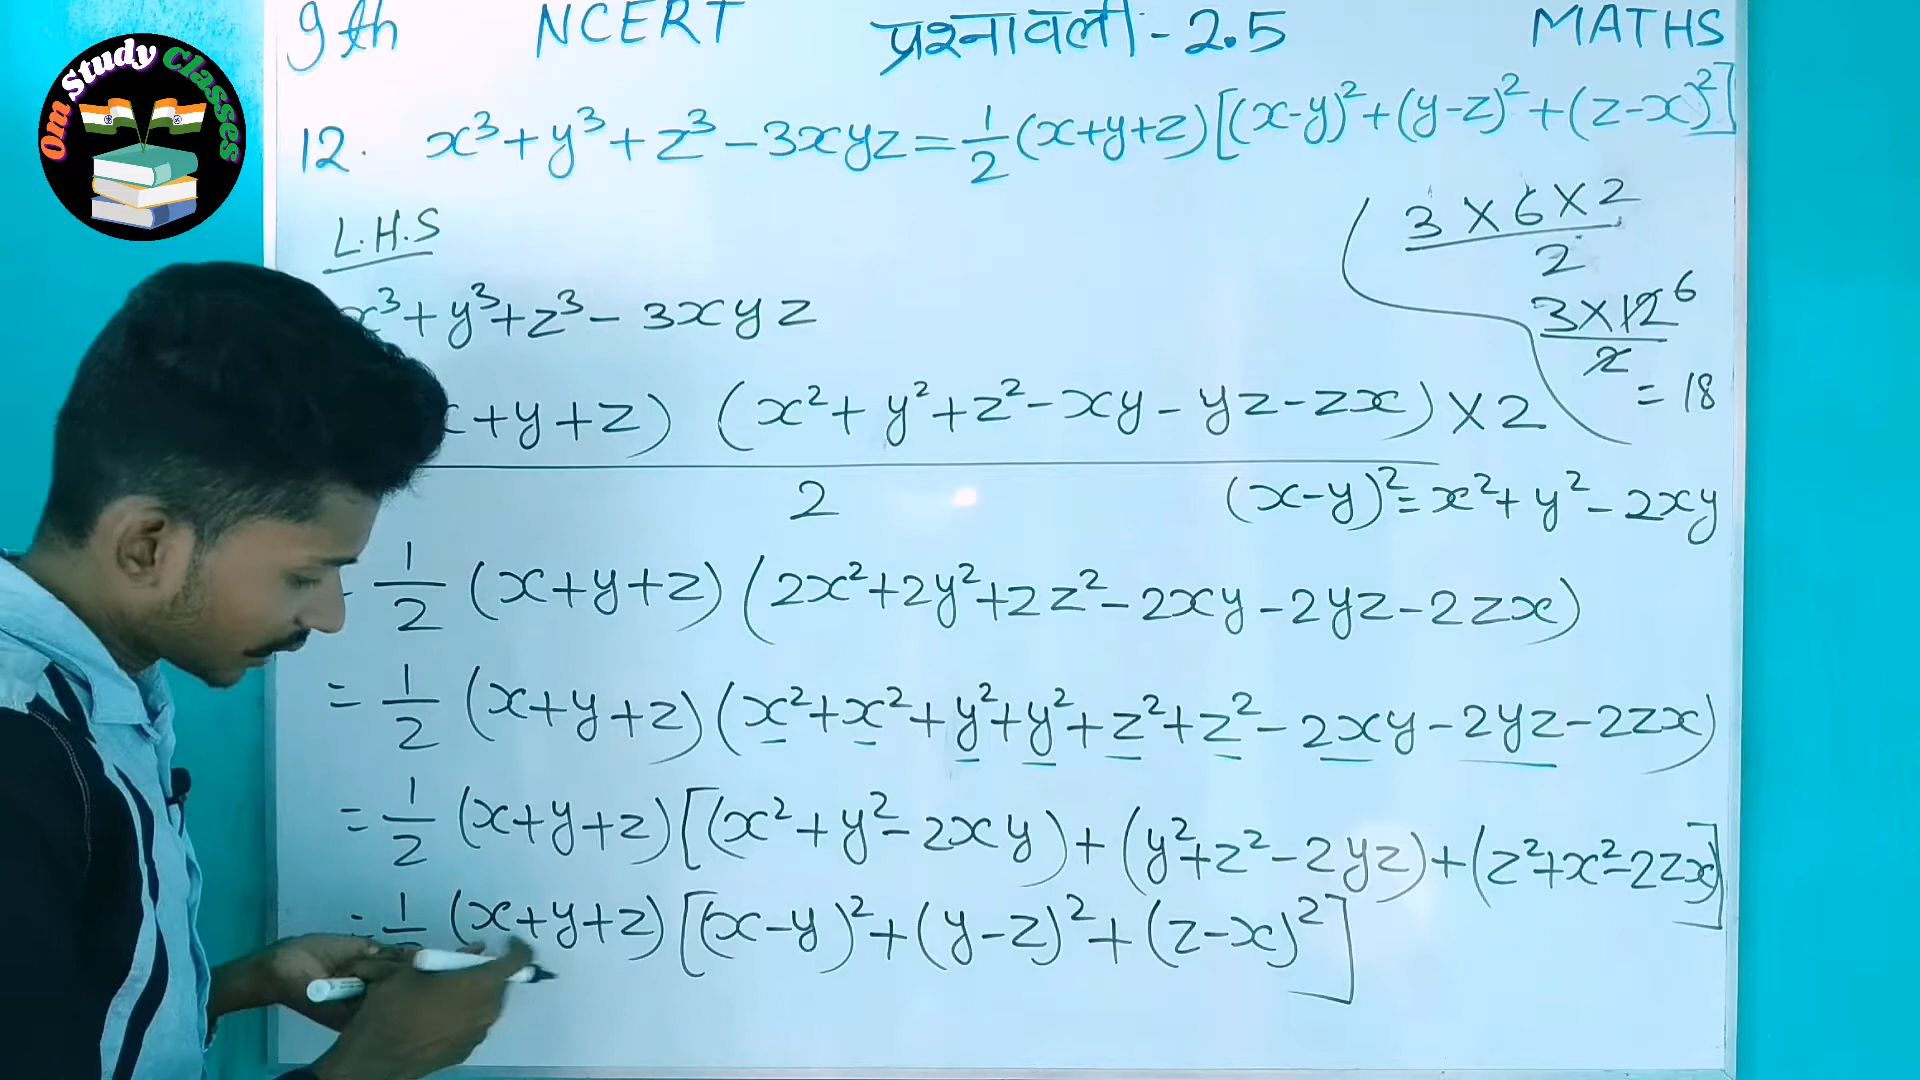 Om Study Classes
9th NCERT प्रश्नावली - 2.5 MATHS
12. x³+y³+z³-3xyz=½(x+y+z)[(x-y)²+(y-z)²+(z-x)²]
L.H.S
x³+y³+z³-3xyz
3×6×2
2
3×12 6
2
= 18
x+y+z) (x²+y²+z²-xy-yz-zx)×2
2
(x-y)²=x²+y²-2xy
= ½ (x+y+z)(2x²+2y²+2z²-2xy-2yz-2zx)
= ½ (x+y+z)(x²+x²+y²+y²+z²+z²-2xy-2yz-2zx)
= ½ (x+y+z)[(x²+y²-2xy)+(y²+z²-2yz)+(z²+x²-2zx)]
= ½ (x+y+z)[(x-y)²+(y-z)²+(z-x)²]